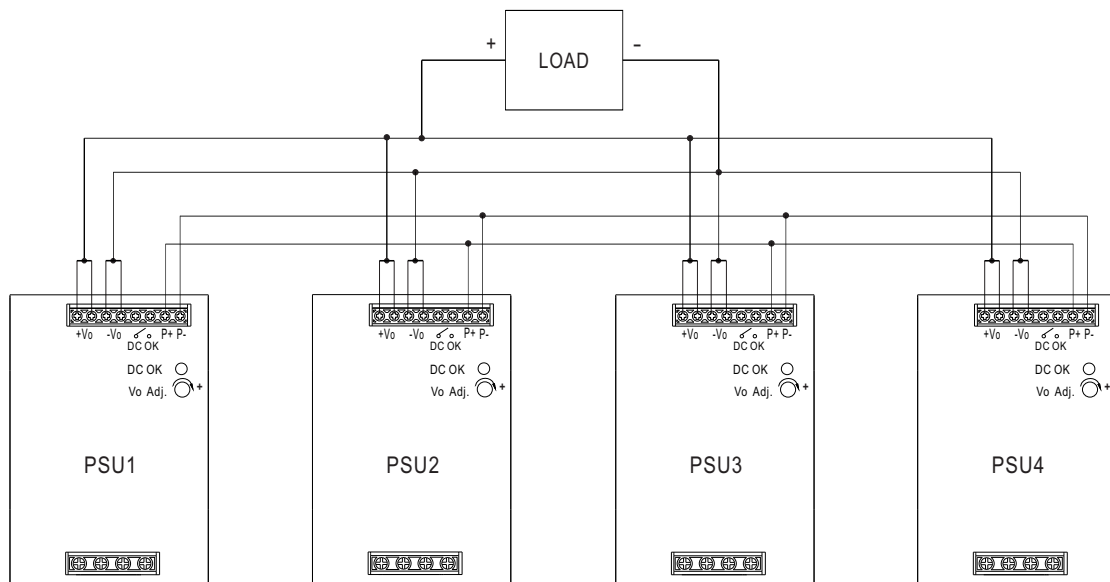 + LOAD -
+Vo -Vo P+ P- +Vo -Vo P+ P- +Vo -Vo P+ P- +Vo -Vo P+ P-
DC OK DC OK DC OK DC OK
DC OK DC OK DC OK DC OK
Vo Adj. + Vo Adj. + Vo Adj. + Vo Adj. +
PSU1 PSU2 PSU3 PSU4